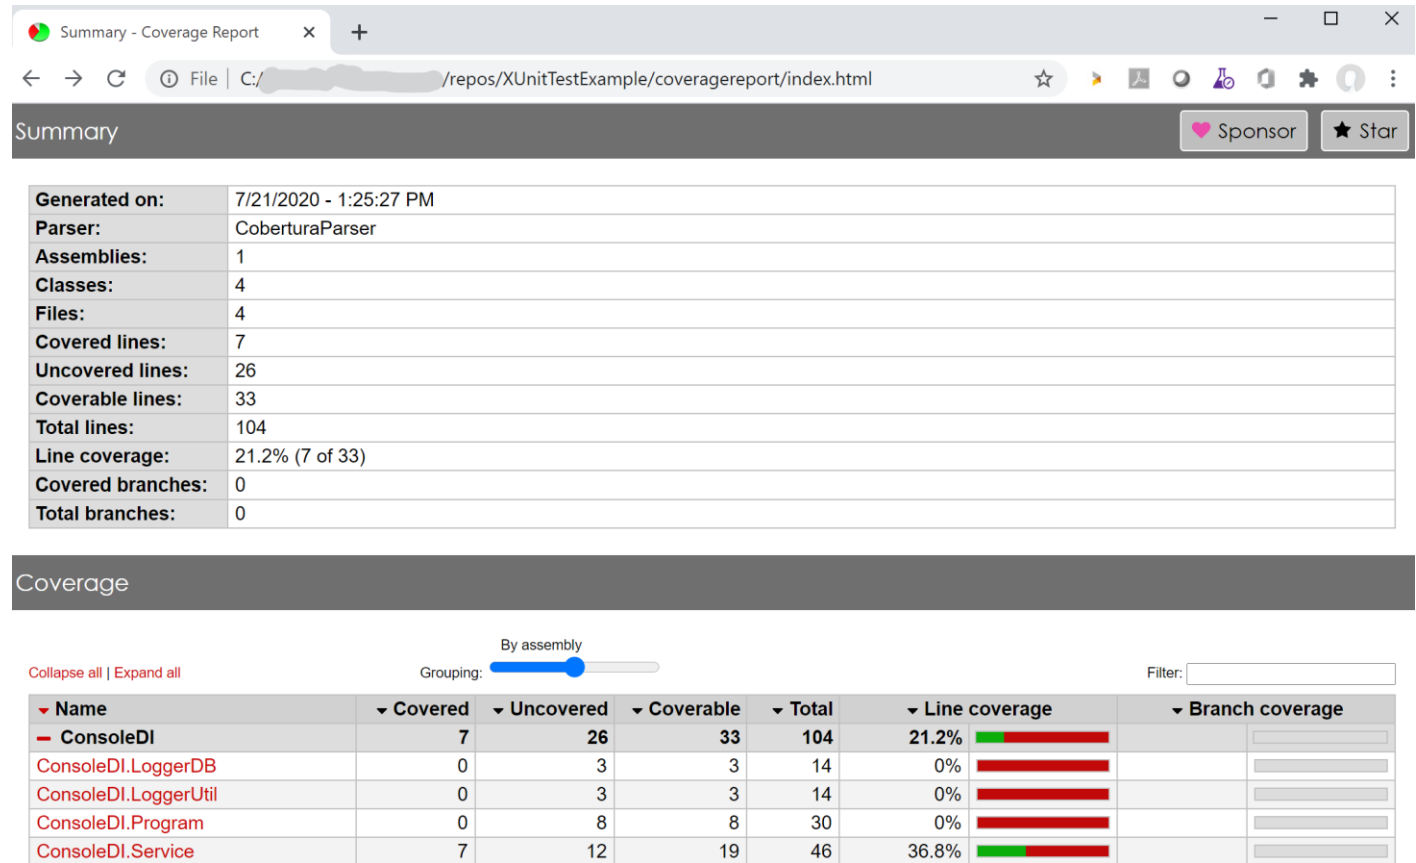 Summary - Coverage Report
File | C:/ /repos/XUnitTestExample/coveragereport/index.html
Summary
Sponsor
Star
Generated on: 7/21/2020 - 1:25:27 PM
Parser: CoberturaParser
Assemblies: 1
Classes: 4
Files: 4
Covered lines: 7
Uncovered lines: 26
Coverable lines: 33
Total lines: 104
Line coverage: 21.2% (7 of 33)
Covered branches: 0
Total branches: 0
Coverage
By assembly
Collapse all | Expand all Grouping: Filter:
Name Covered Uncovered Coverable Total Line coverage Branch coverage
ConsoleDI 7 26 33 104 21.2%
ConsoleDI.LoggerDB 0 3 3 14 0%
ConsoleDI.LoggerUtil 0 3 3 14 0%
ConsoleDI.Program 0 8 8 30 0%
ConsoleDI.Service 7 12 19 46 36.8%